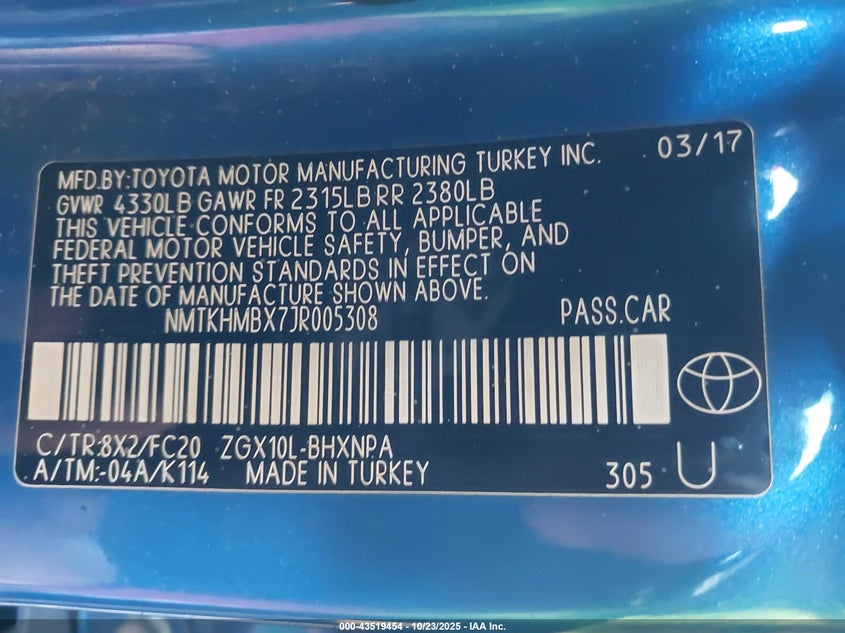 MFD.BY:TOYOTA MOTOR MANUFACTURING TURKEY INC. 03/17
GVWR 4330LB GAWR FR 2315LB RR 2380LB
THIS VEHICLE CONFORMS TO ALL APPLICABLE
FEDERAL MOTOR VEHICLE SAFETY, BUMPER, AND
THEFT PREVENTION STANDARDS IN EFFECT ON
THE DATE OF MANUFACTURE SHOWN ABOVE.
NMTKHMBX7JR005308 PASS.CAR
C/TR:8X2/FC20 ZGX10L-BHXNPA
A/TM:-04A/K114 MADE IN TURKEY 305 U
000-43519454 - 10/23/2025 - IAA Inc.